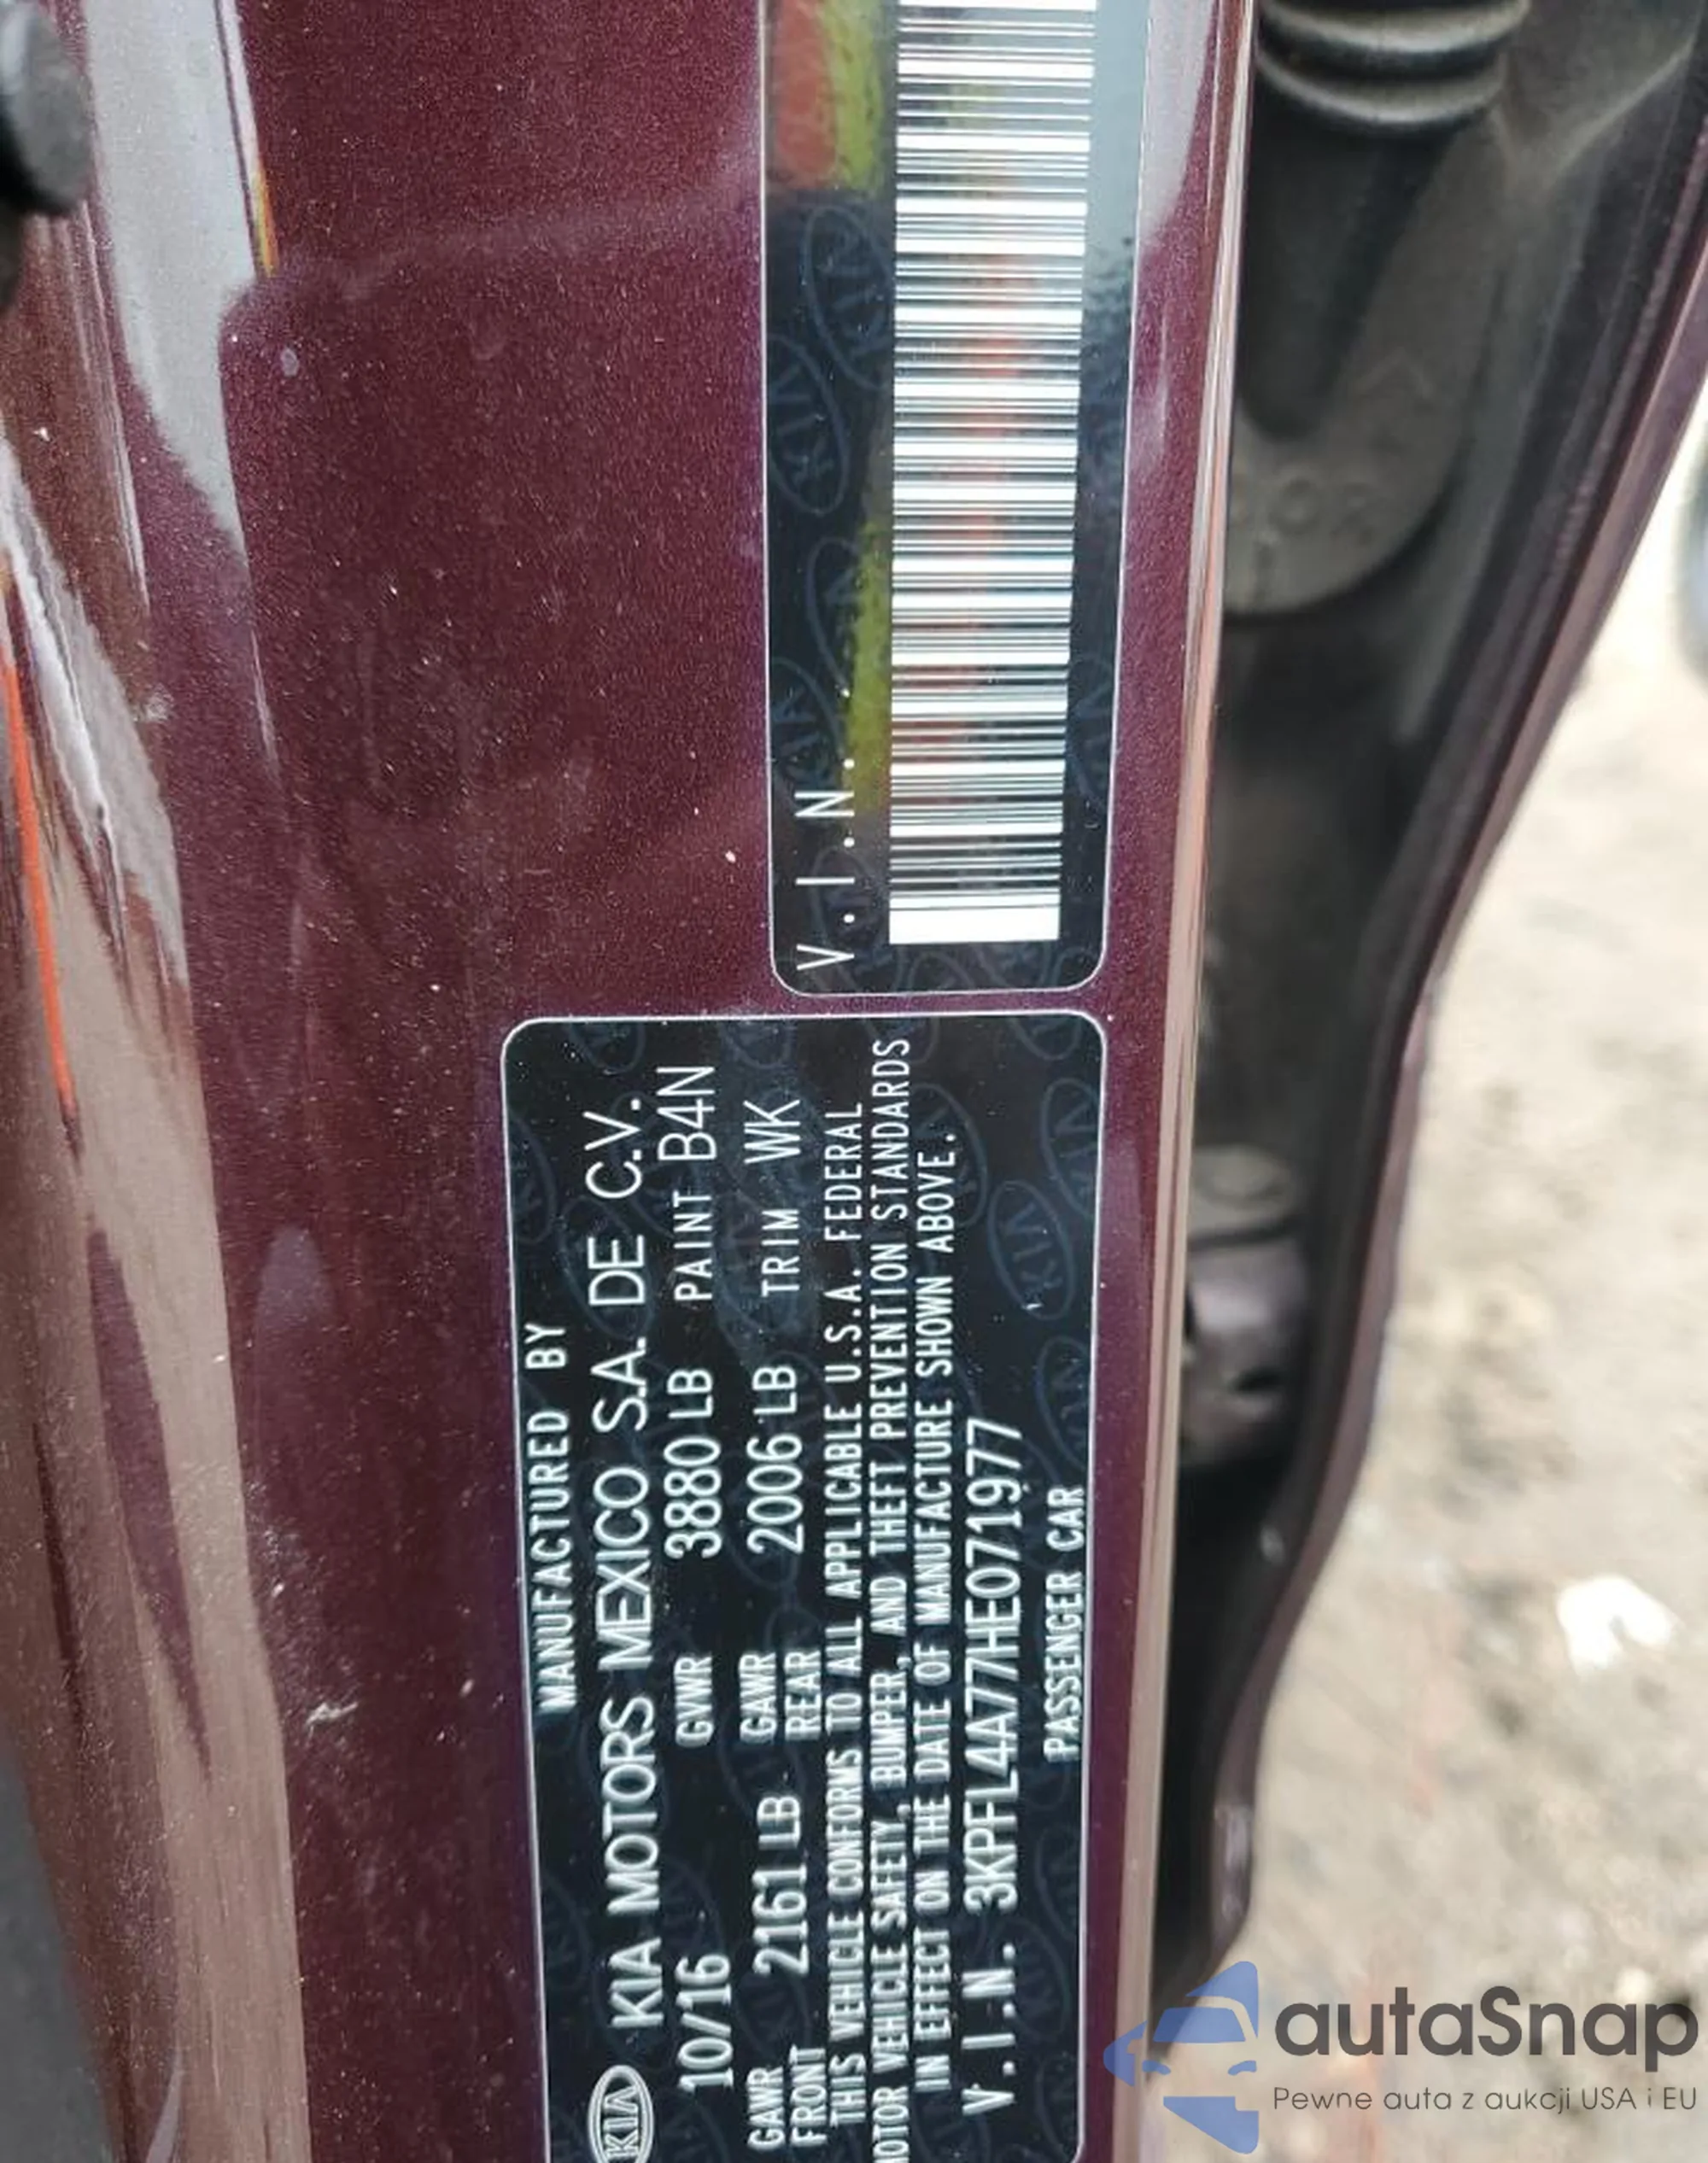 V.I.N.
MANUFACTURED BY
KIA KIA MOTORS MEXICO S.A. DE C.V.
10/16 GVWR 3880 LB PAINT B4N
GAWR FRONT 2161 LB GAWR REAR 2006 LB TRIM WK
THIS VEHICLE CONFORMS TO ALL APPLICABLE U.S.A. FEDERAL
MOTOR VEHICLE SAFETY, BUMPER, AND THEFT PREVENTION STANDARDS
IN EFFECT ON THE DATE OF MANUFACTURE SHOWN ABOVE.
V.I.N. 3KPFL4A77HE071977
PASSENGER CAR
autaSnap
Pewne auta z aukcji USA i EU